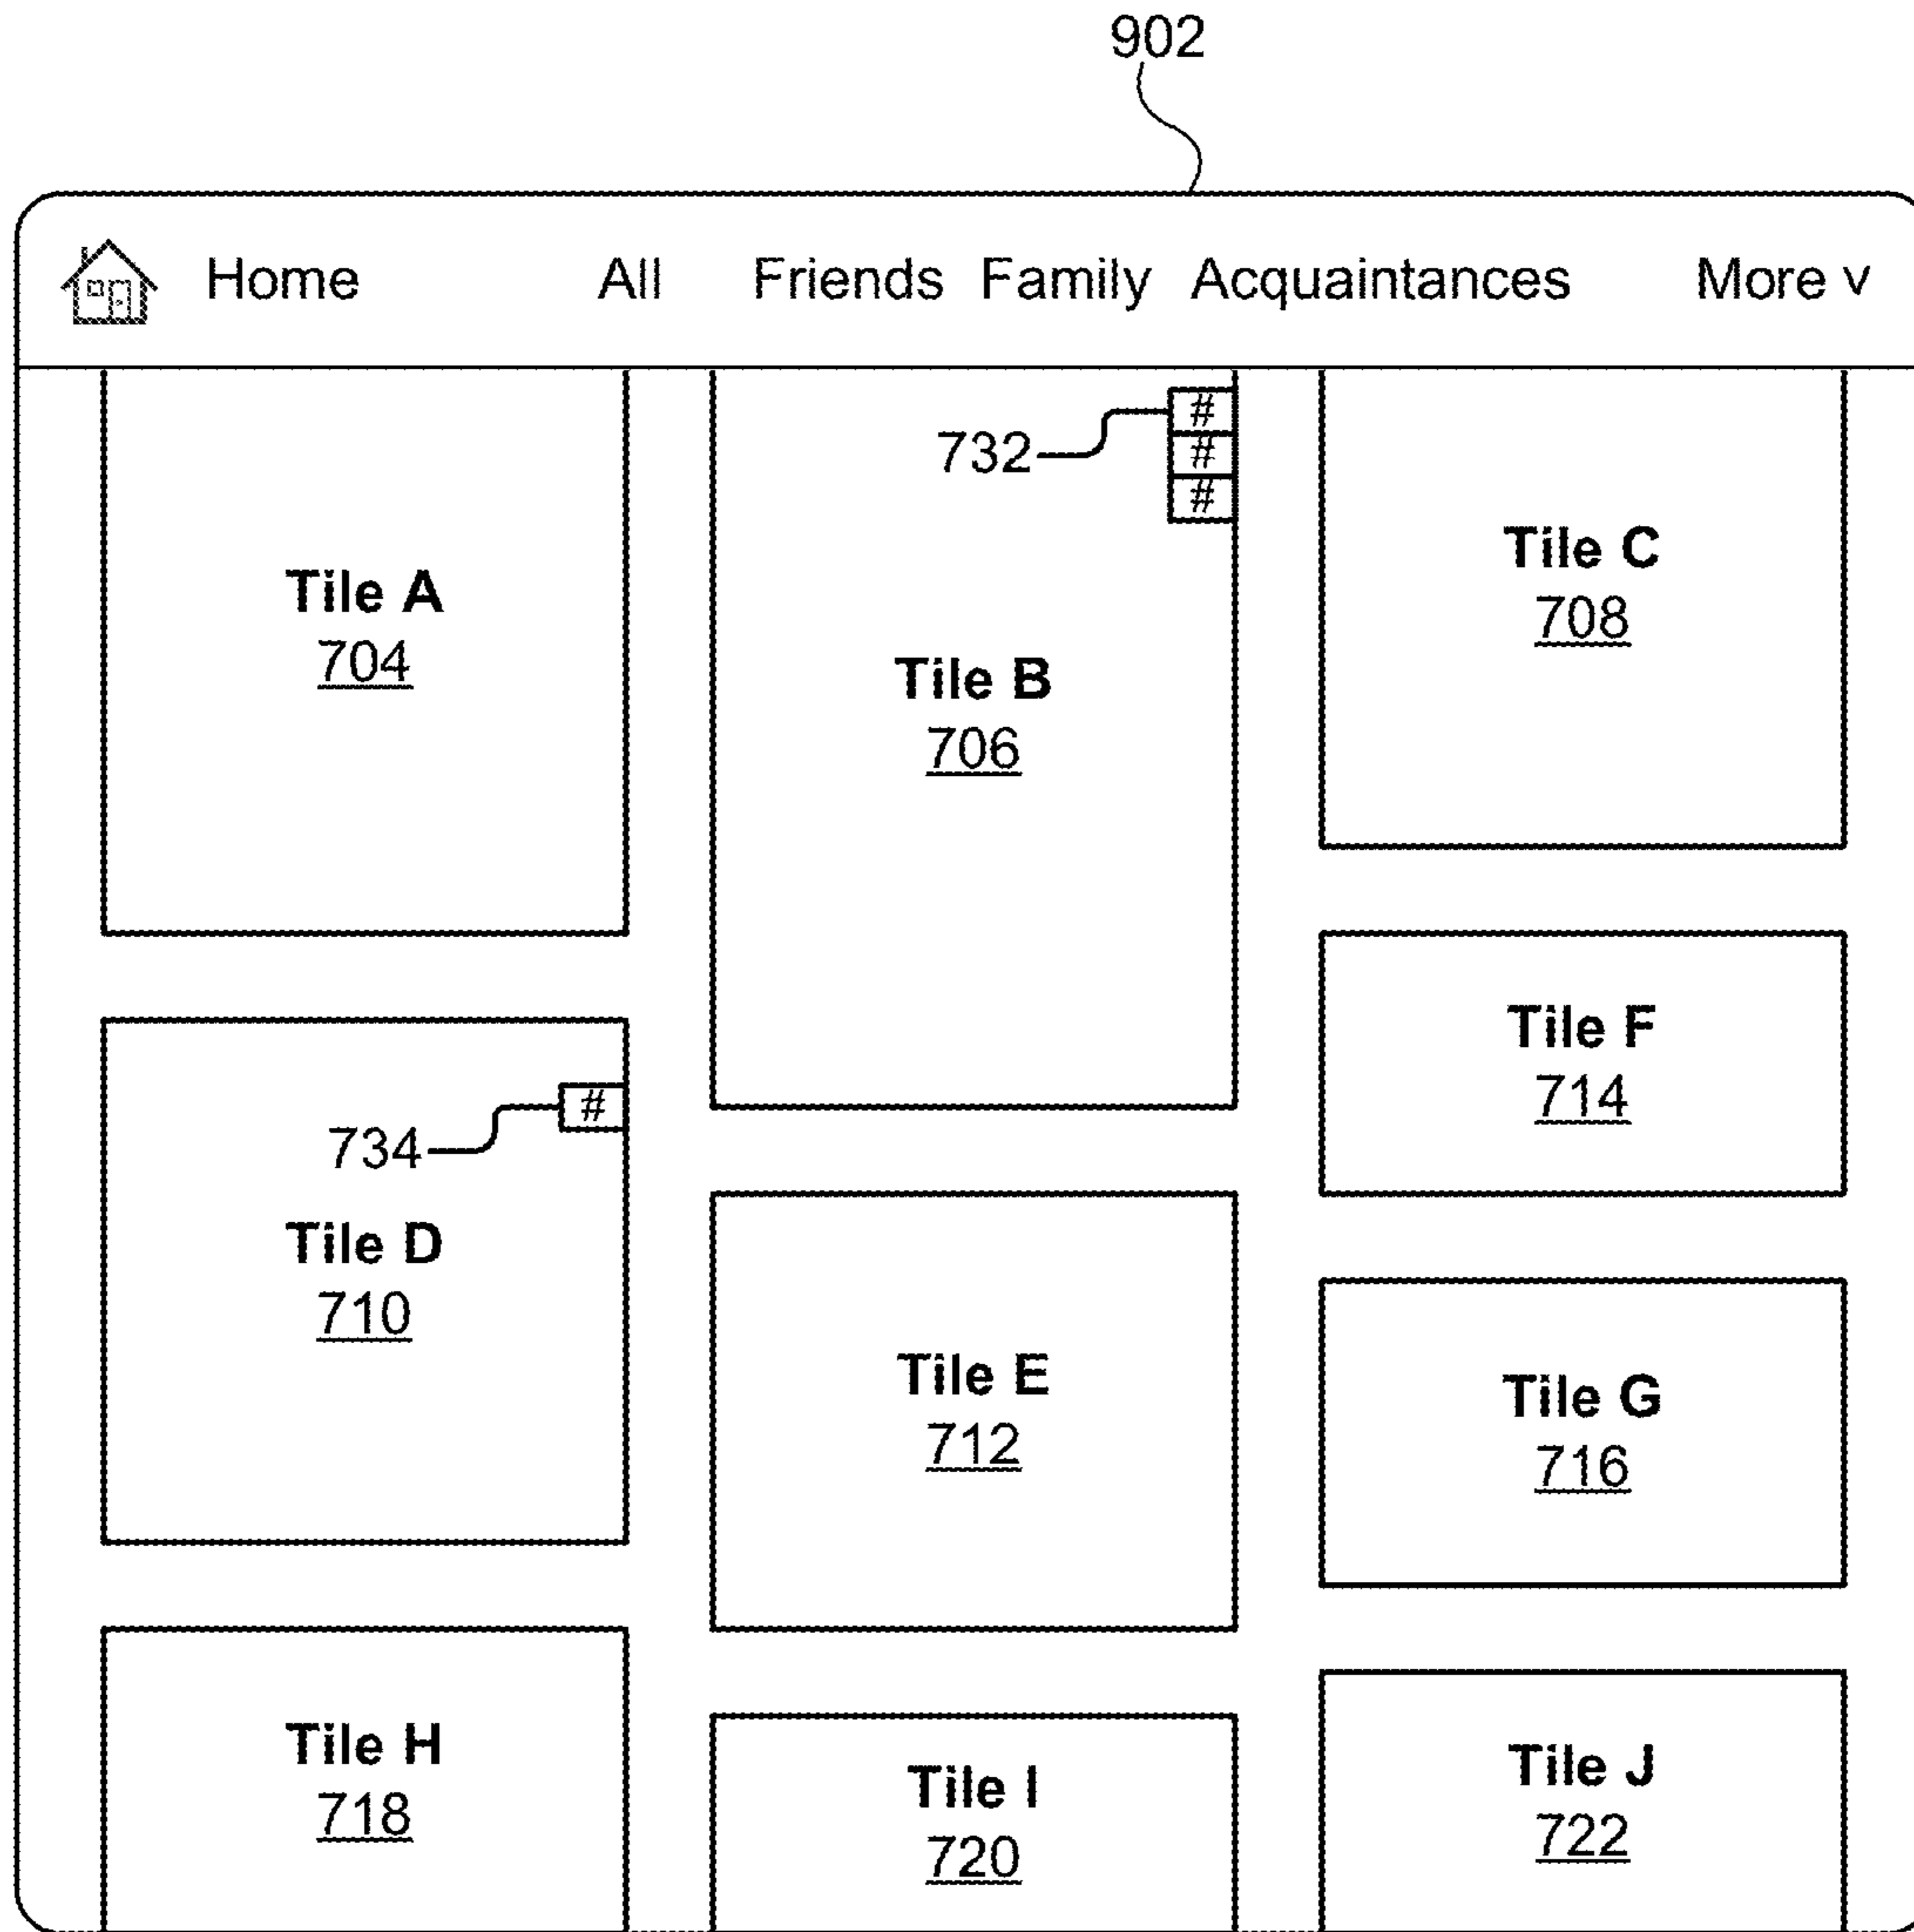 902
Home All Friends Family Acquaintances More v
#
732
#
#
Tile A
704
Tile B
706
Tile C
708
#
734
Tile D
710
Tile E
712
Tile F
714
Tile G
716
Tile H
718
Tile I
720
Tile J
722